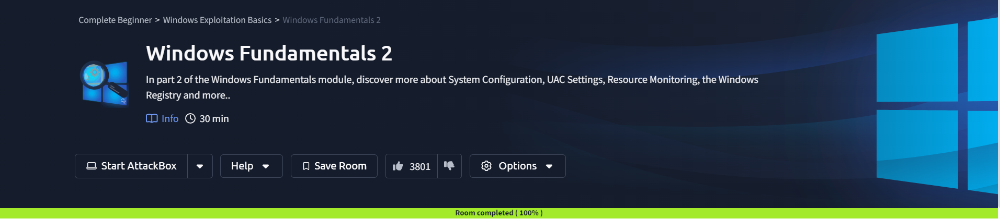 Complete Beginner > Windows Exploitation Basics > Windows Fundamentals 2
Windows Fundamentals 2
In part 2 of the Windows Fundamentals module, discover more about System Configuration, UAC Settings, Resource Monitoring, the Windows
Registry and more..
Info 30 min
Start AttackBox Help Save Room 3801 Options
Room completed ( 100% )